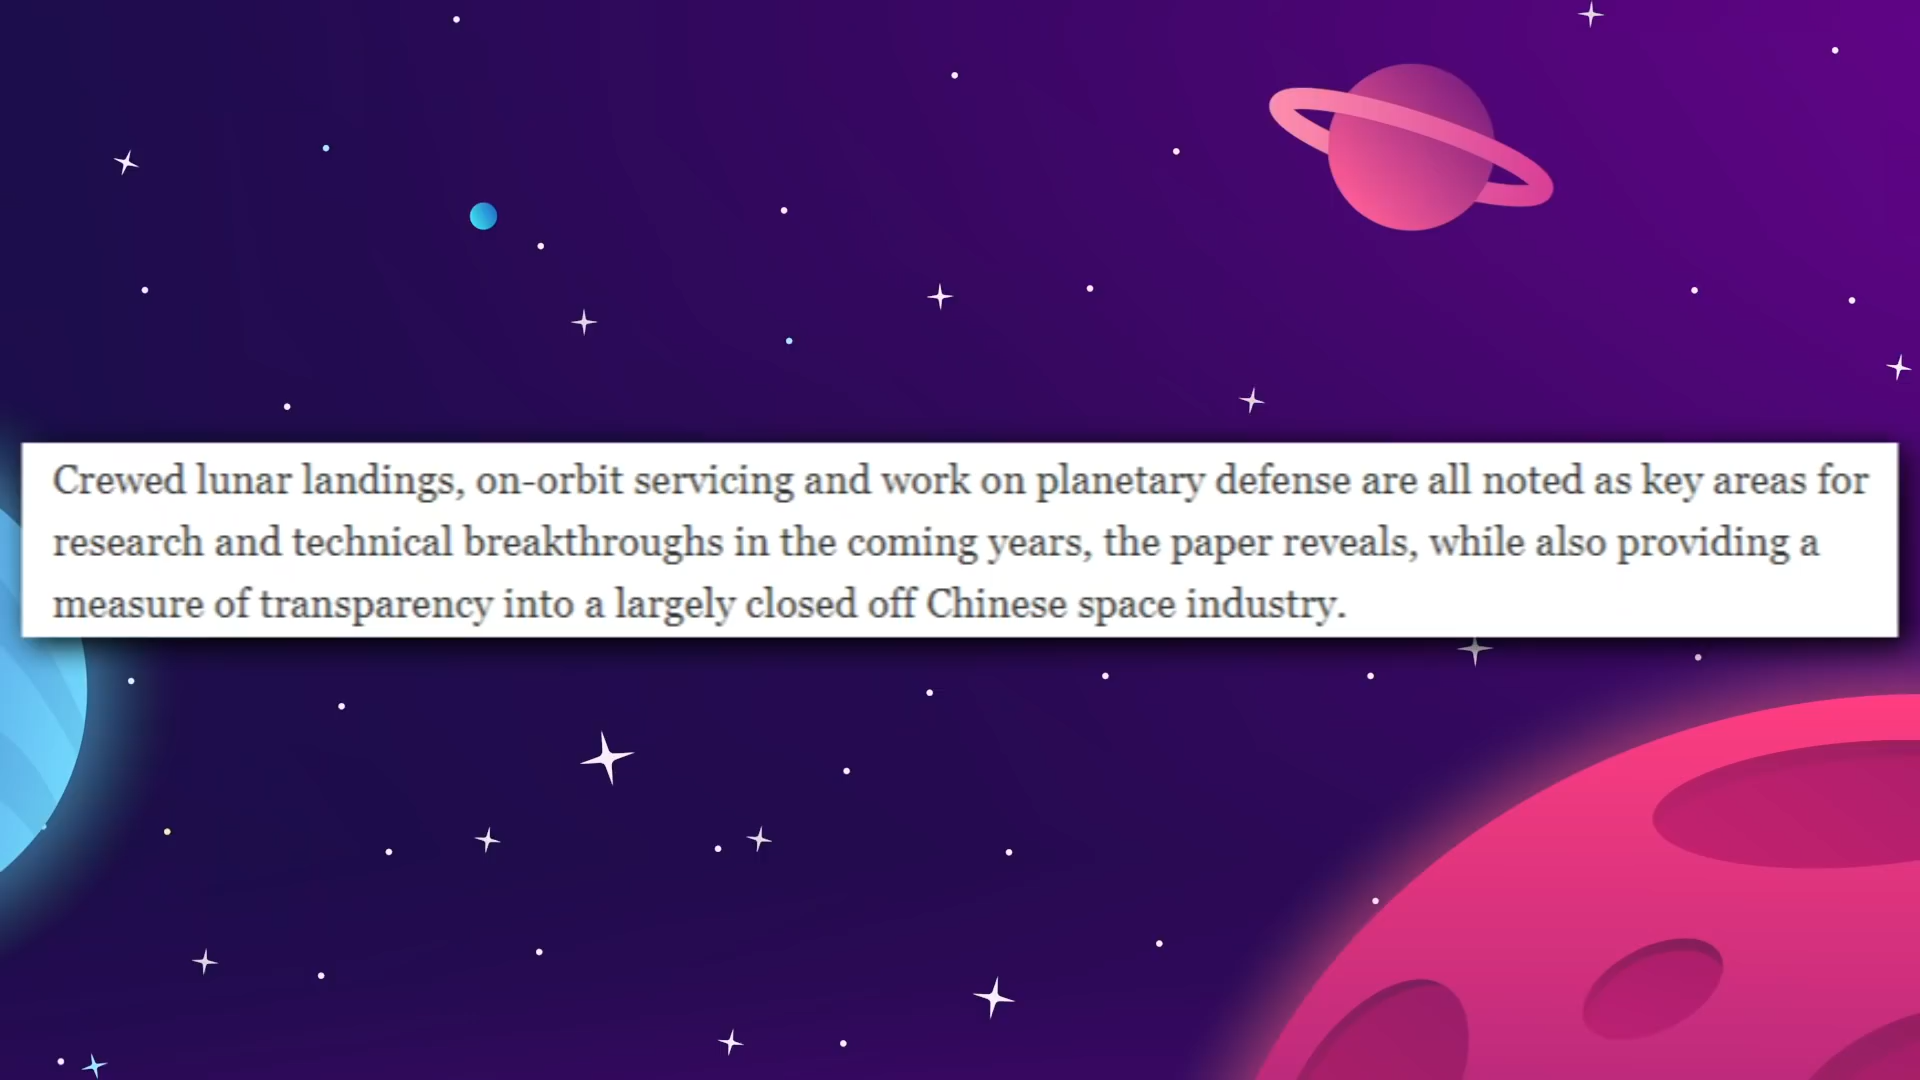 Crewed lunar landings, on-orbit servicing and work on planetary defense are all noted as key areas for
research and technical breakthroughs in the coming years, the paper reveals, while also providing a
measure of transparency into a largely closed off Chinese space industry.